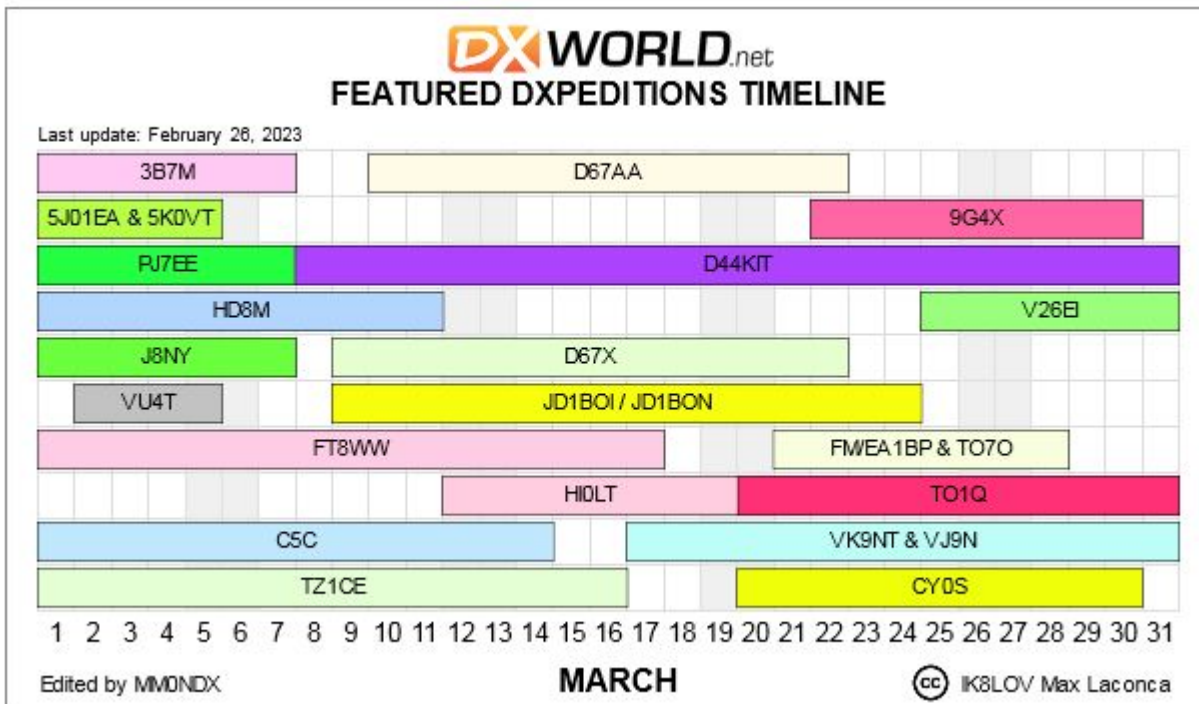 DX WORLD.net
FEATURED DXPEDITIONS TIMELINE
Last update: February 26, 2023
3B7M D67AA
5J01EA & 5K0VT 9G4X
PJ7EE D44KIT
HD8M V26EI
J8NY D67X
VU4T JD1BOI / JD1BON
FT8WW FM/EA1BP & TO7O
HI0LT TO1Q
C5C VK9NT & VJ9N
TZ1CE CY0S
1 2 3 4 5 6 7 8 9 10 11 12 13 14 15 16 17 18 19 20 21 22 23 24 25 26 27 28 29 30 31
Edited by MM0NDX MARCH cc IK8LOV Max Laconca